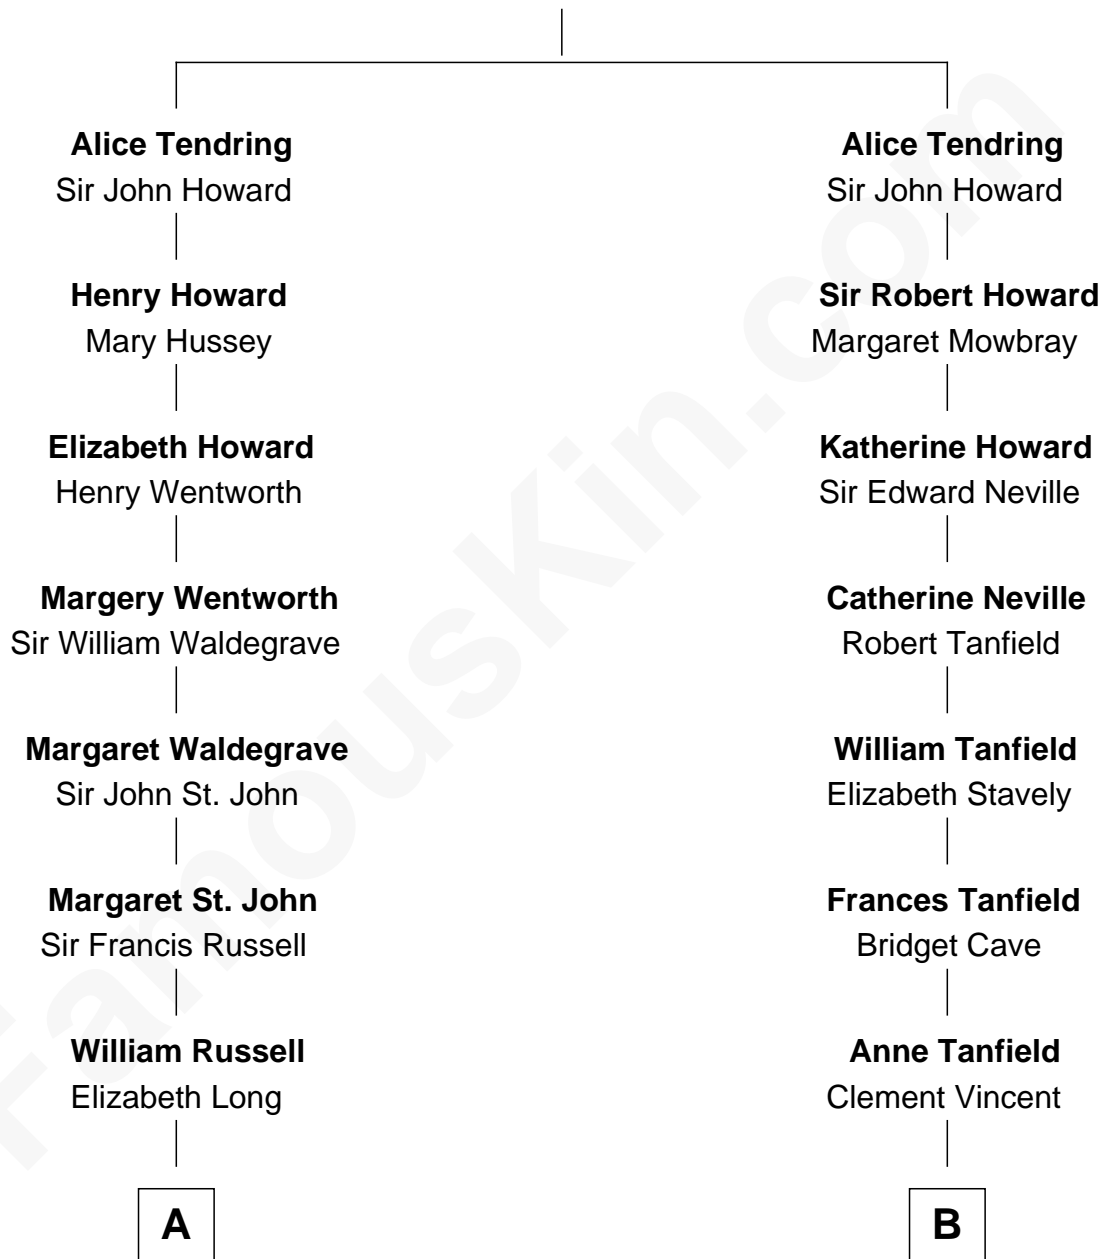 Alice Tendring
Sir John Howard
Henry Howard
Mary Hussey
Elizabeth Howard
Henry Wentworth
Margery Wentworth
Sir William Waldegrave
Margaret Waldegrave
Sir John St. John
Margaret St. John
Sir Francis Russell
William Russell
Elizabeth Long
A
Alice Tendring
Sir John Howard
Sir Robert Howard
Margaret Mowbray
Katherine Howard
Sir Edward Neville
Catherine Neville
Robert Tanfield
William Tanfield
Elizabeth Stavely
Frances Tanfield
Bridget Cave
Anne Tanfield
Clement Vincent
B
FamousKin.com